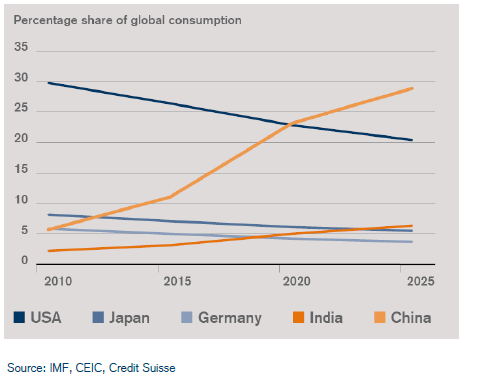 Percentage share of global consumption
35
30
25
20
15
10
5
0
2010 2015 2020 2025
USA Japan Germany India China
Source: IMF, CEIC, Credit Suisse